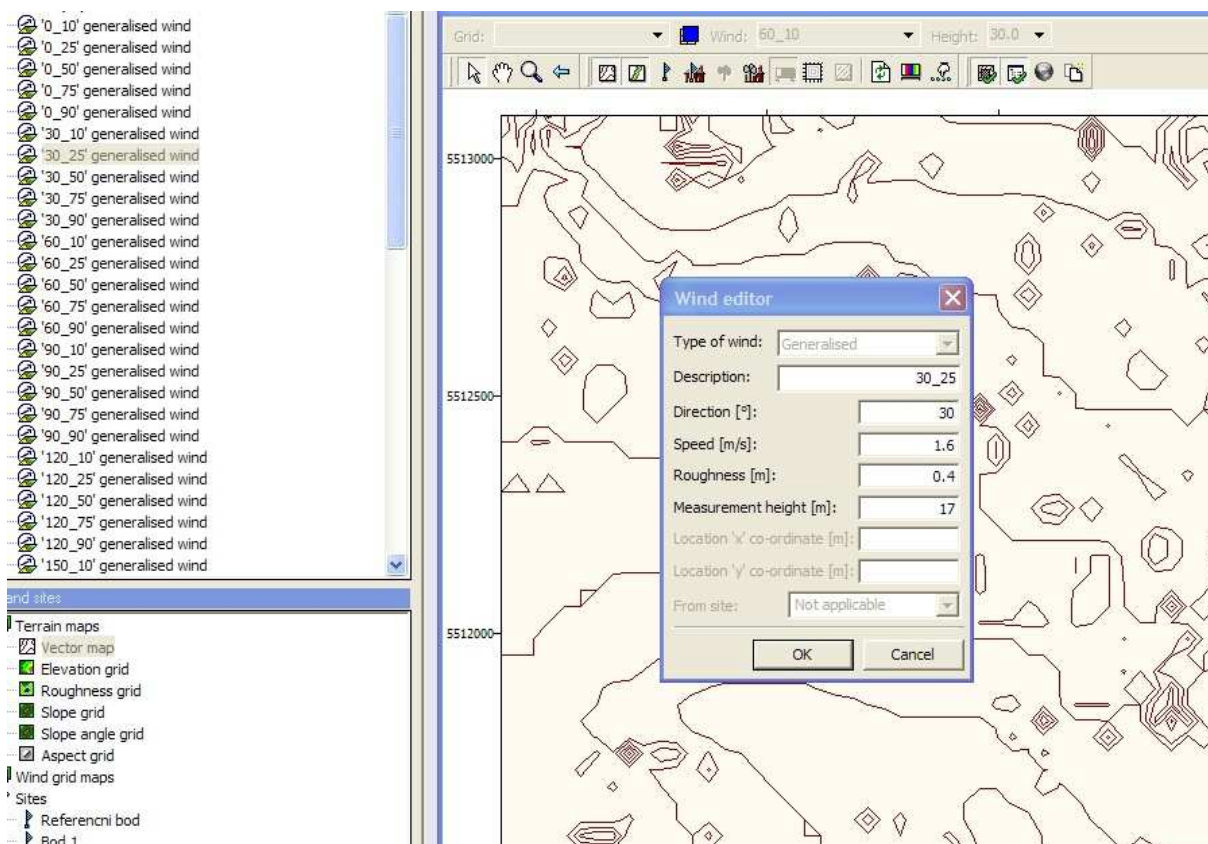 '0_10' generalised wind
'0_25' generalised wind
'0_50' generalised wind
'0_75' generalised wind
'0_90' generalised wind
'30_10' generalised wind
'30_25' generalised wind
'30_50' generalised wind
'30_75' generalised wind
'30_90' generalised wind
'60_10' generalised wind
'60_25' generalised wind
'60_50' generalised wind
'60_75' generalised wind
'60_90' generalised wind
'90_10' generalised wind
'90_25' generalised wind
'90_50' generalised wind
'90_75' generalised wind
'90_90' generalised wind
'120_10' generalised wind
'120_25' generalised wind
'120_50' generalised wind
'120_75' generalised wind
'120_90' generalised wind
'150_10' generalised wind
and sites
Terrain maps
Vector map
Elevation grid
Roughness grid
Slope grid
Slope angle grid
Aspect grid
Wind grid maps
Sites
Referencni bod
Bod 1
Grid: Wind: 60_10 Height: 30.0
5513000
5512500
5512000
Wind editor
Type of wind: Generalised
Description: 30_25
Direction [°]: 30
Speed [m/s]: 1.6
Roughness [m]: 0.4
Measurement height [m]: 17
Location 'x' co-ordinate [m]:
Location 'y' co-ordinate [m]:
From site: Not applicable
OK Cancel